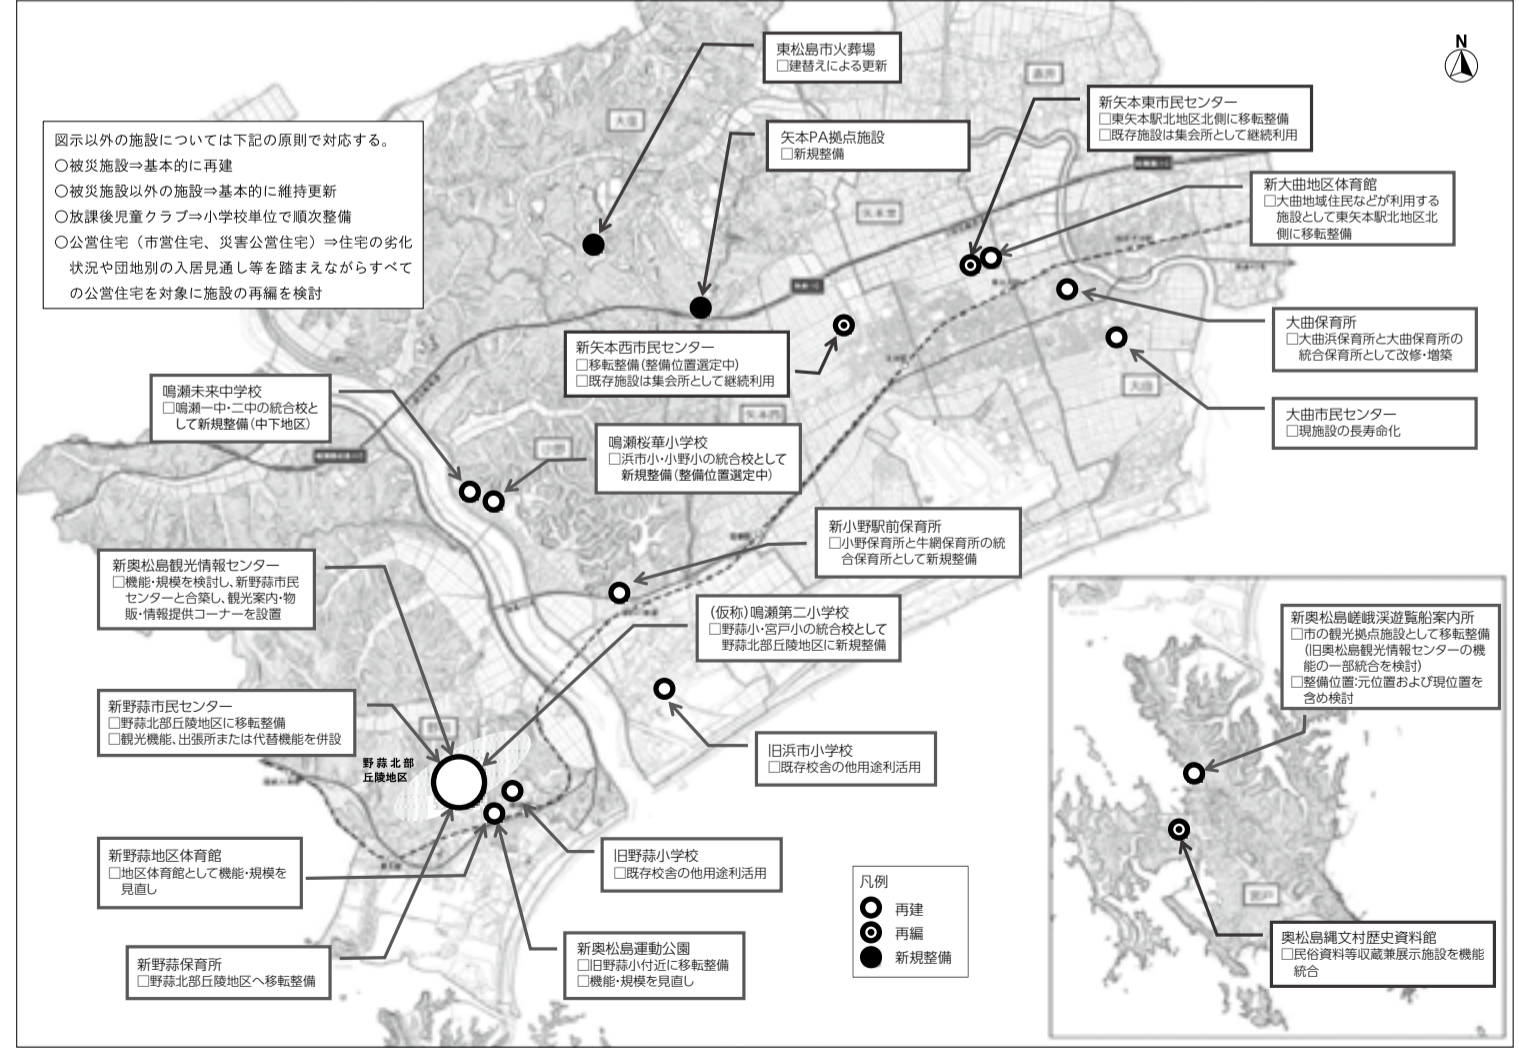 N
図示以外の施設については下記の原則で対応する。
○被災施設⇒基本的に再建
○被災施設以外の施設⇒基本的に維持更新
○放課後児童クラブ⇒小学校単位で順次整備
○公営住宅（市営住宅、災害公営住宅）⇒住宅の劣化
状況や団地別の入居見通し等を踏まえながらすべて
の公営住宅を対象に施設の再編を検討
東松島市火葬場
□建替えによる更新
矢本PA拠点施設
□新規整備
新矢本東市民センター
□東矢本駅北地区北側に移転整備
□既存施設は集会所として継続利用
新大曲地区体育館
□大曲地域住民などが利用する
施設として東矢本駅北地区北
側に移転整備
大曲保育所
□大曲浜保育所と大曲保育所の
統合保育所として改修・増築
大曲市民センター
□現施設の長寿命化
新矢本西市民センター
□移転整備(整備位置選定中)
□既存施設は集会所として継続利用
鳴瀬未来中学校
□鳴瀬一中・二中の統合校と
して新規整備(中下地区)
鳴瀬桜華小学校
□浜市小・小野小の統合校として
新規整備(整備位置選定中)
新小野駅前保育所
□小野保育所と牛網保育所の統
合保育所として新規整備
新奥松島観光情報センター
□機能・規模を検討し、新野蒜市民
センターと合築し、観光案内・物
販・情報提供コーナーを設置
(仮称)鳴瀬第二小学校
□野蒜小・宮戸小の統合校として
野蒜北部丘陵地区に新規整備
新野蒜市民センター
□野蒜北部丘陵地区に移転整備
□観光機能、出張所または代替機能を併設
野蒜北部
丘陵地区
旧浜市小学校
□既存校舎の他用途利活用
新野蒜地区体育館
□地区体育館として機能・規模を
見直し
旧野蒜小学校
□既存校舎の他用途利活用
新野蒜保育所
□野蒜北部丘陵地区へ移転整備
新奥松島運動公園
□旧野蒜小付近に移転整備
□機能・規模を見直し
凡例
再建
再編
新規整備
新奥松島嵯峨渓遊覧船案内所
□市の観光拠点施設として移転整備
(旧奥松島観光情報センターの機
能の一部統合を検討)
□整備位置:元位置および現位置を
含め検討
宮戸
奥松島縄文村歴史資料館
□民俗資料等収蔵兼展示施設を機能
統合
大塩
矢本西
大曲